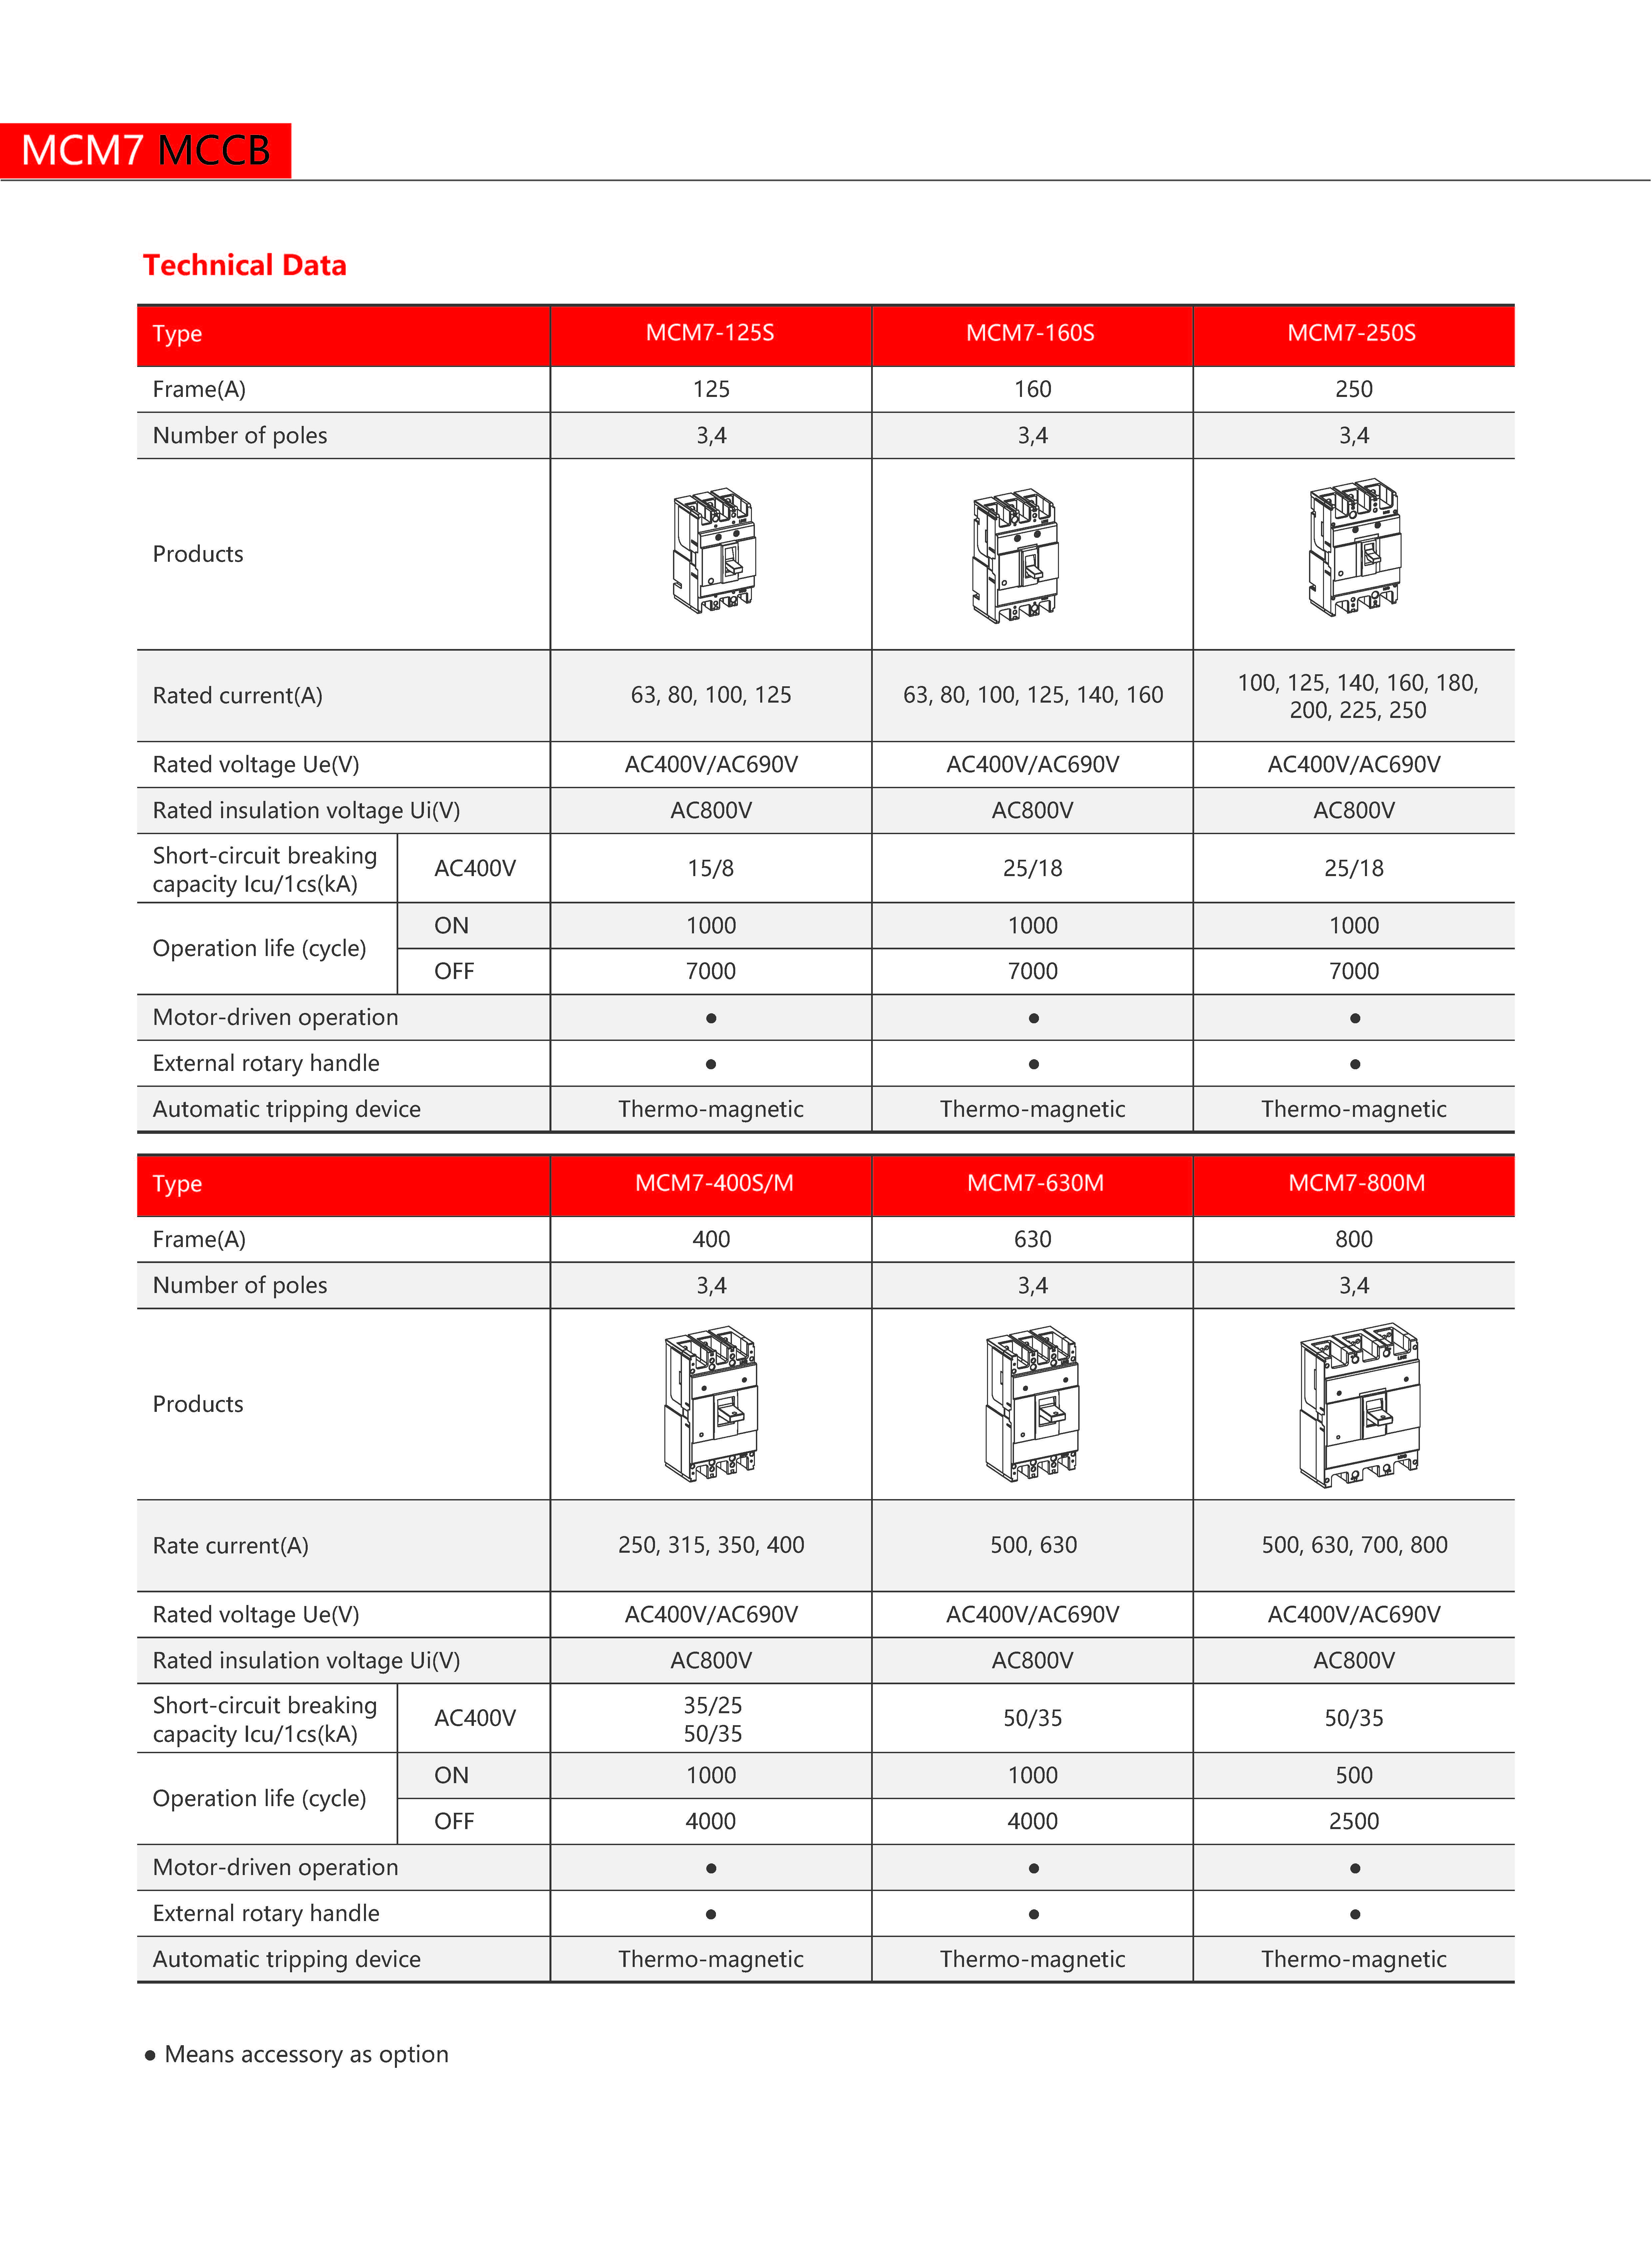 MCM7 MCCB
Technical Data
Type MCM7-125S MCM7-160S MCM7-250S
Frame(A) 125 160 250
Number of poles 3,4 3,4 3,4
Products
Rated current(A) 63, 80, 100, 125 63, 80, 100, 125, 140, 160 100, 125, 140, 160, 180,
200, 225, 250
Rated voltage Ue(V) AC400V/AC690V AC400V/AC690V AC400V/AC690V
Rated insulation voltage Ui(V) AC800V AC800V AC800V
Short-circuit breaking
capacity Icu/1cs(kA) AC400V 15/8 25/18 25/18
Operation life (cycle)
ON 1000 1000 1000
OFF 7000 7000 7000
Motor-driven operation ● ● ●
External rotary handle ● ● ●
Automatic tripping device Thermo-magnetic Thermo-magnetic Thermo-magnetic
Type MCM7-400S/M MCM7-630M MCM7-800M
Frame(A) 400 630 800
Number of poles 3,4 3,4 3,4
Products
Rate current(A) 250, 315, 350, 400 500, 630 500, 630, 700, 800
Rated voltage Ue(V) AC400V/AC690V AC400V/AC690V AC400V/AC690V
Rated insulation voltage Ui(V) AC800V AC800V AC800V
Short-circuit breaking
capacity Icu/1cs(kA) AC400V 35/25
50/35 50/35 50/35
Operation life (cycle)
ON 1000 1000 500
OFF 4000 4000 2500
Motor-driven operation ● ● ●
External rotary handle ● ● ●
Automatic tripping device Thermo-magnetic Thermo-magnetic Thermo-magnetic
● Means accessory as option